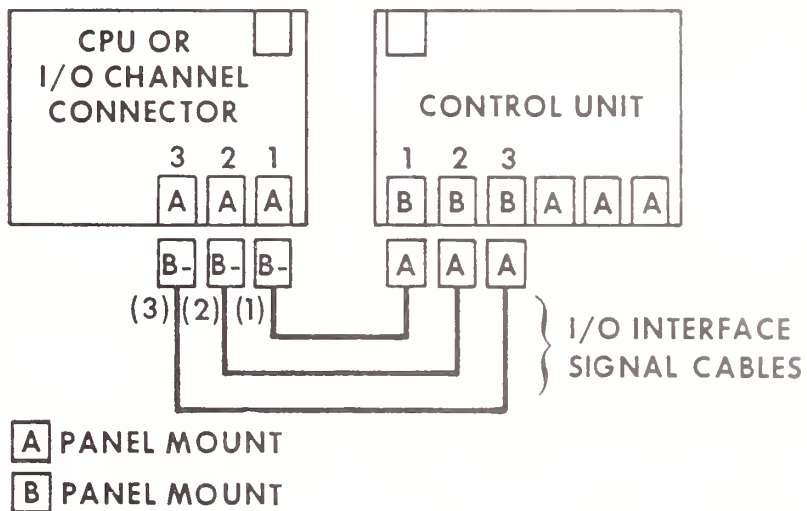 CPU OR
I/O CHANNEL
CONNECTOR
3 2 1
A A A
CONTROL UNIT
1 2 3
B B B A A A
B- B- B-
(3) (2) (1)
A A A
I/O INTERFACE
SIGNAL CABLES
A PANEL MOUNT
B PANEL MOUNT